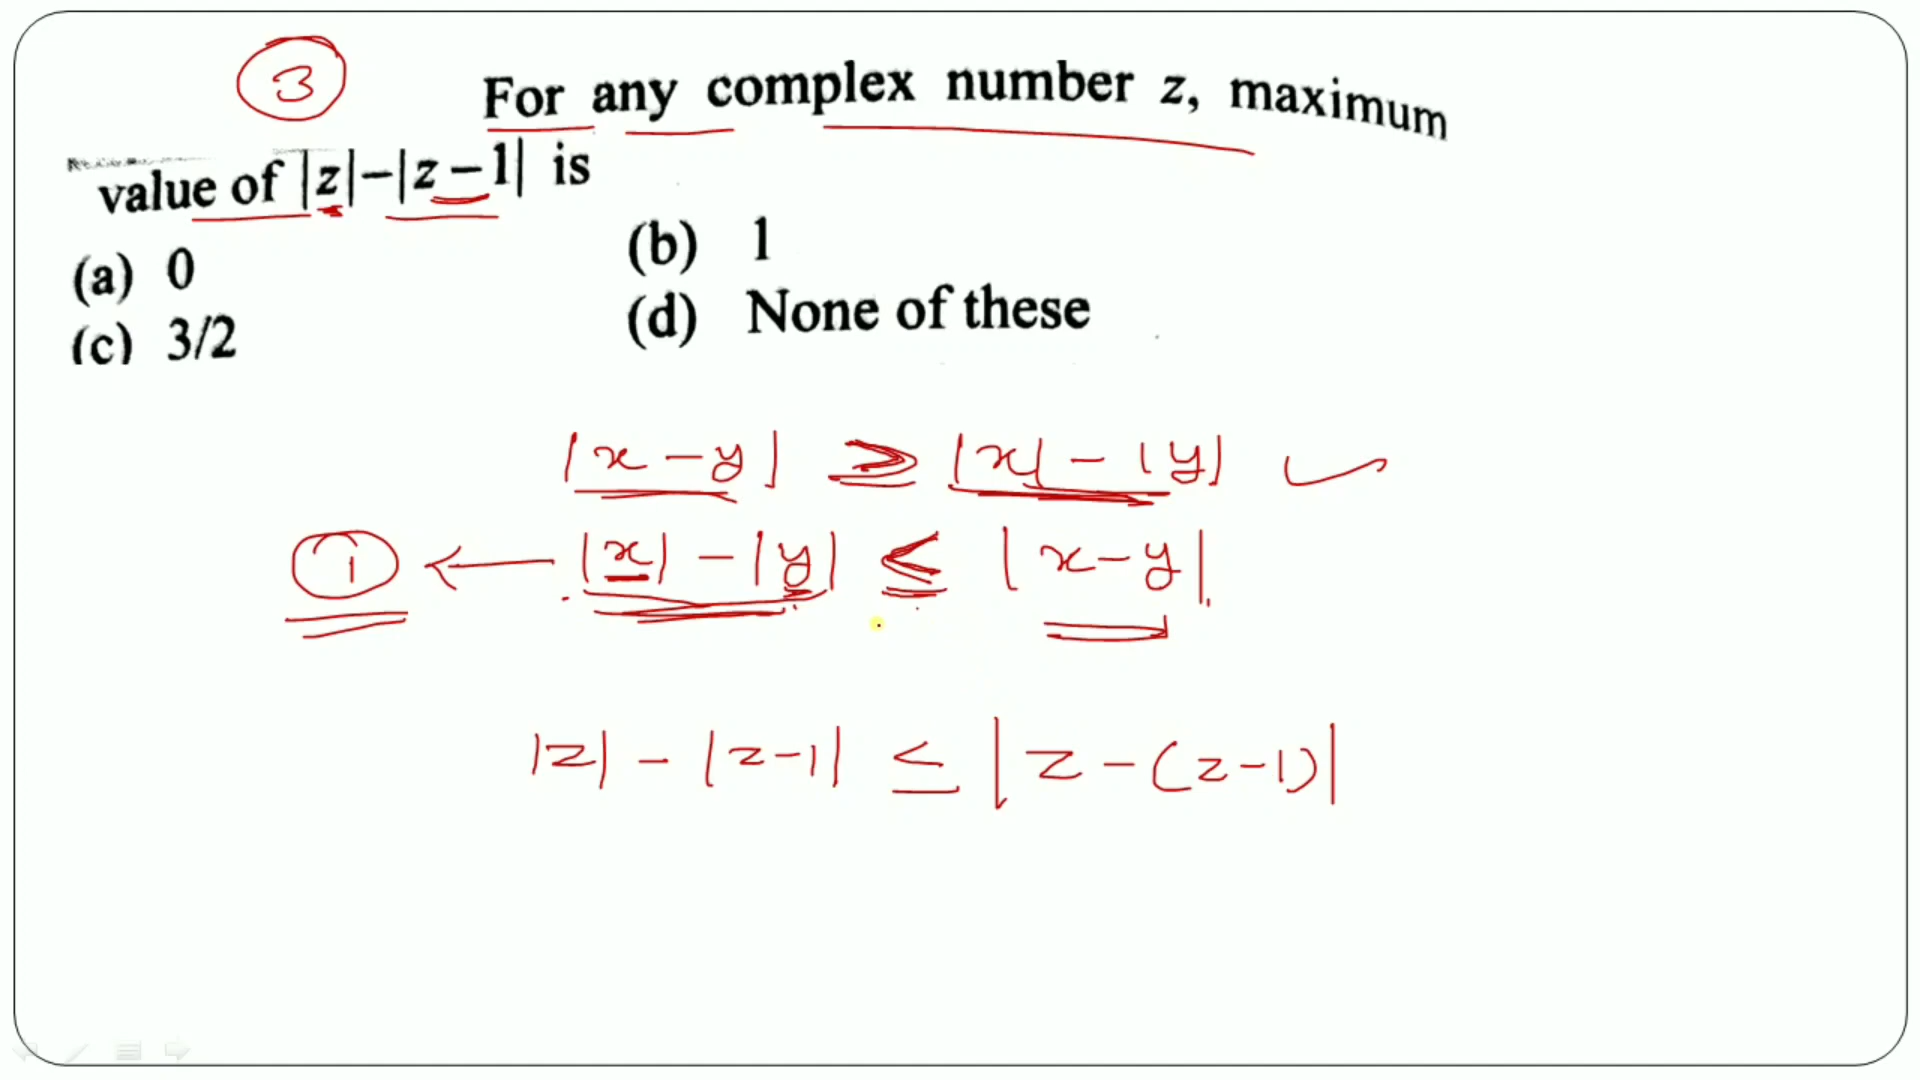 3
For any complex number z, maximum
value of |z|-|z-1| is
(a) 0
(b) 1
(c) 3/2
(d) None of these
|x-y| ≥ |x|-|y|
1 ← |x|-|y| ≤ |x-y|
|z|-|z-1| ≤ |z-(z-1)|